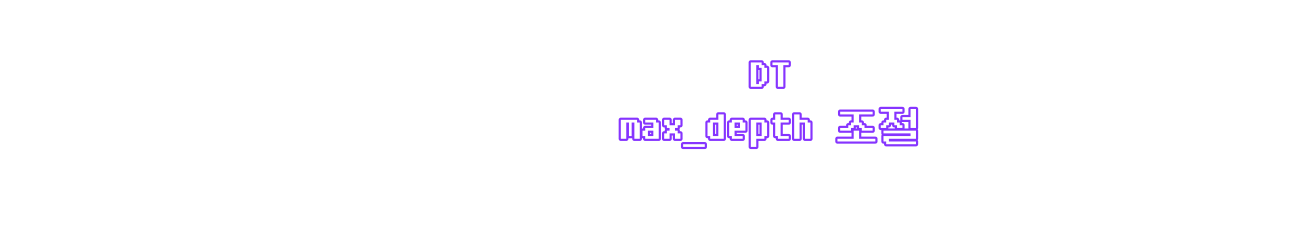 DT
max_depth 조절